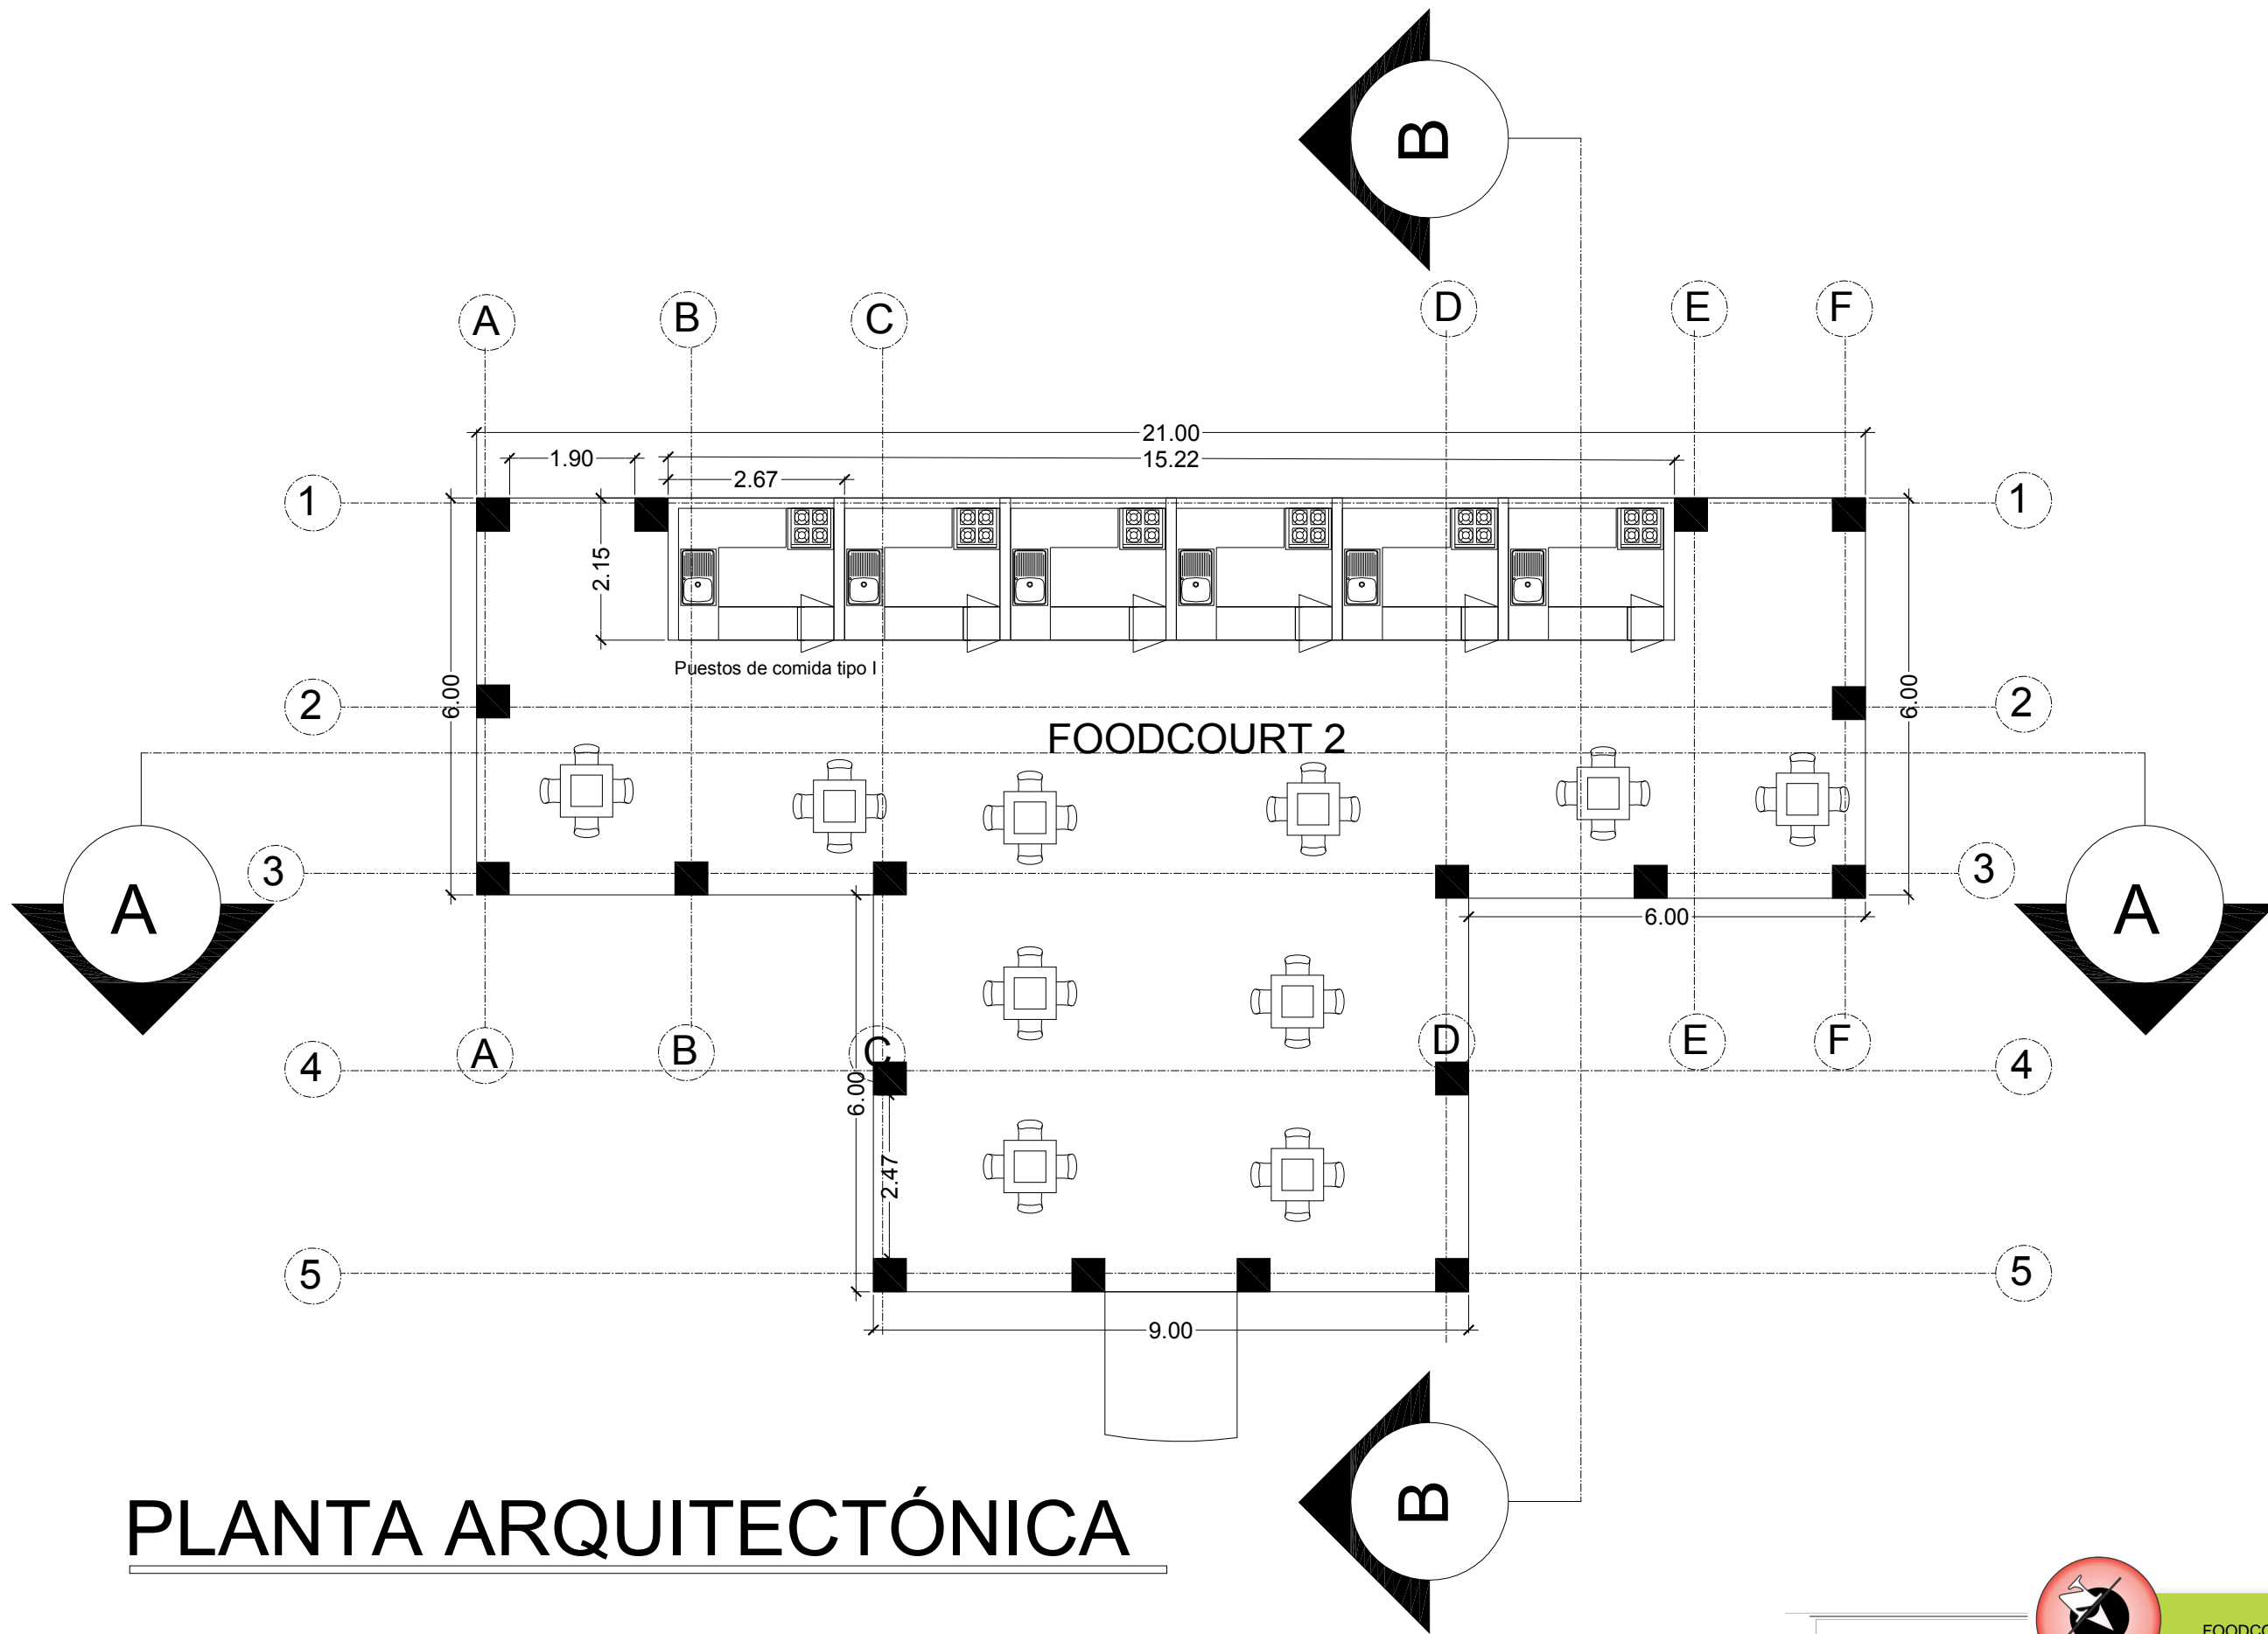 B
A
B
C
D
E
F
21.00
1.90
15.22
2.67
1
1
2.15
Puestos de comida tipo I
6.00
6.00
2
2
FOODCOURT 2
3
3
A
A
6.00
A
B
C
D
E
F
4
4
6.00
2.47
5
5
9.00
B
PLANTA ARQUITECTÓNICA